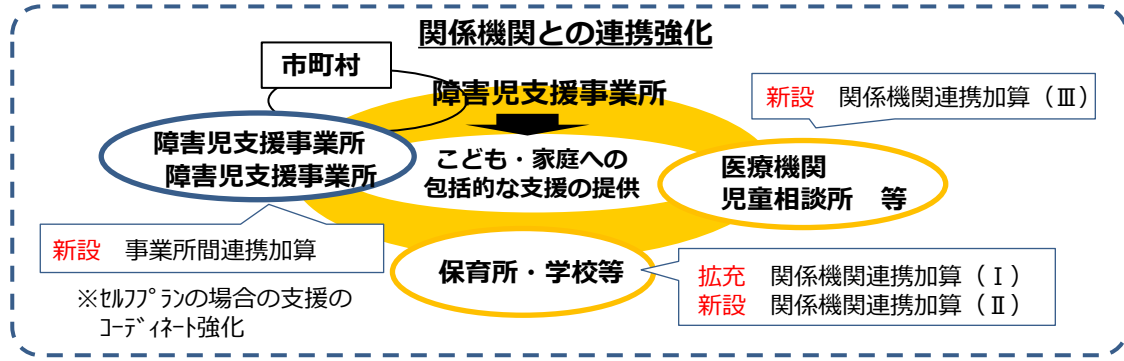 関係機関との連携強化
市町村
障害児支援事業所
新設　関係機関連携加算（Ⅲ）
障害児支援事業所
障害児支援事業所
こども・家庭への
包括的な支援の提供
医療機関
児童相談所　等
新設　事業所間連携加算
※ｾﾙﾌﾌﾟﾗﾝの場合の支援の
ｺｰﾃﾞｨﾈｰﾄ強化
保育所・学校等
拡充　関係機関連携加算（Ⅰ）
新設　関係機関連携加算（Ⅱ）